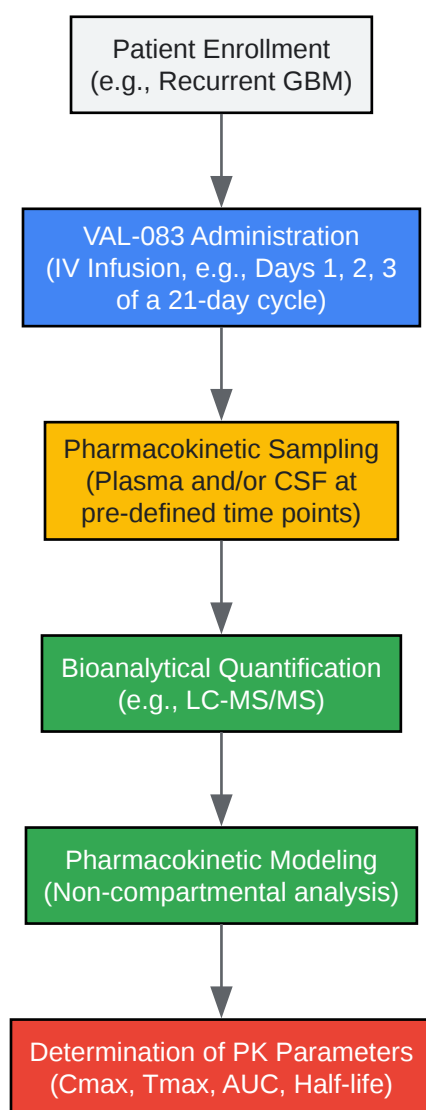 Patient Enrollment
(e.g., Recurrent GBM)
VAL-083 Administration
(IV Infusion, e.g., Days 1, 2, 3
of a 21-day cycle)
Pharmacokinetic Sampling
(Plasma and/or CSF at
pre-defined time points)
Bioanalytical Quantification
(e.g., LC-MS/MS)
Pharmacokinetic Modeling
(Non-compartmental analysis)
Determination of PK Parameters
(Cmax, Tmax, AUC, Half-life)